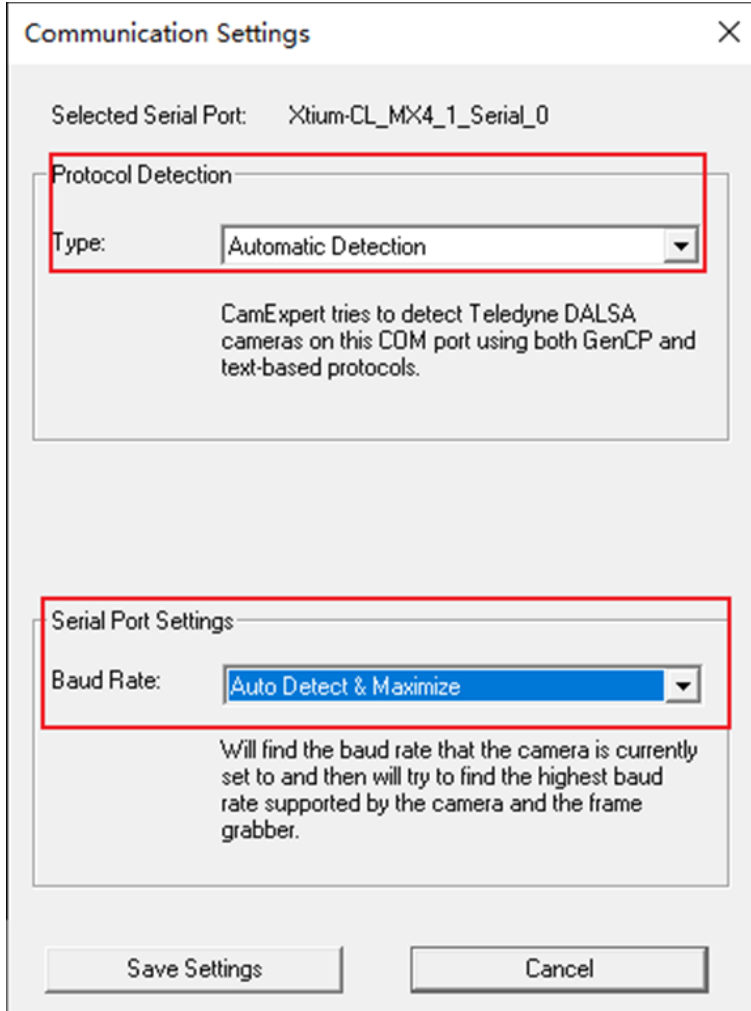 Communication Settings
Selected Serial Port: Xtium-CL_MX4_1_Serial_0
Protocol Detection
Type: Automatic Detection
CamExpert tries to detect Teledyne DALSA
cameras on this COM port using both GenCP and
text-based protocols.
Serial Port Settings
Baud Rate: Auto Detect & Maximize
Will find the baud rate that the camera is currently
set to and then will try to find the highest baud
rate supported by the camera and the frame
grabber.
Save Settings Cancel